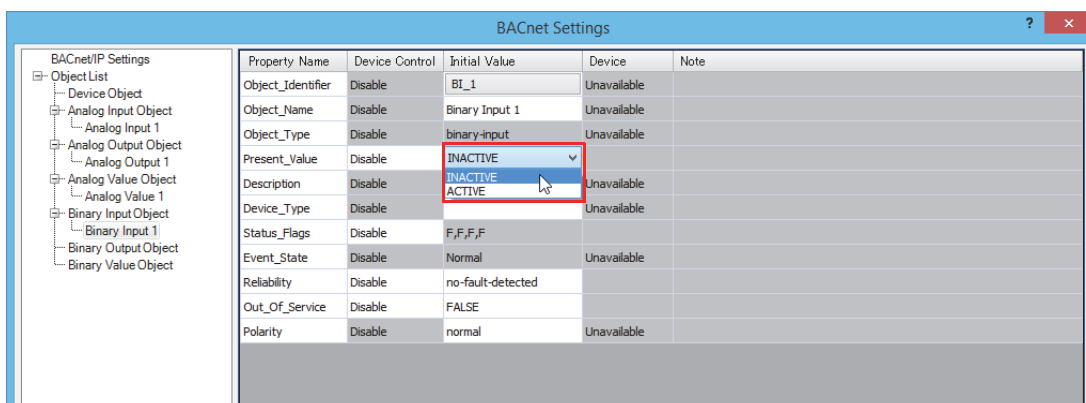 BACnet Settings
? ×
BACnet/IP Settings
Object List
Device Object
Analog Input Object
Analog Input 1
Analog Output Object
Analog Output 1
Analog Value Object
Analog Value 1
Binary Input Object
Binary Input 1
Binary Output Object
Binary Value Object
Property Name Device Control Initial Value Device Note
Object_Identifier Disable BI_1 Unavailable
Object_Name Disable Binary Input 1 Unavailable
Object_Type Disable binary-input Unavailable
Present_Value Disable INACTIVE
INACTIVE
ACTIVE
Description Disable Unavailable
Device_Type Disable Unavailable
Status_Flags Disable F,F,F,F
Event_State Disable Normal Unavailable
Reliability Disable no-fault-detected
Out_Of_Service Disable FALSE
Polarity Disable normal Unavailable